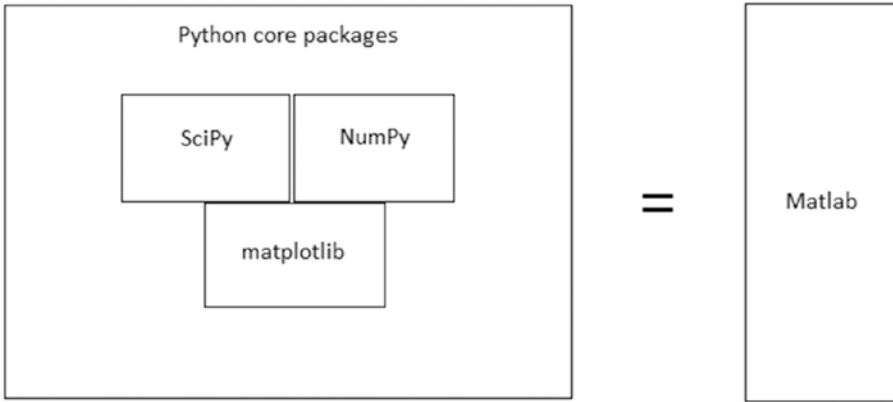 Python core packages
SciPy
NumPy
matplotlib
=
Matlab